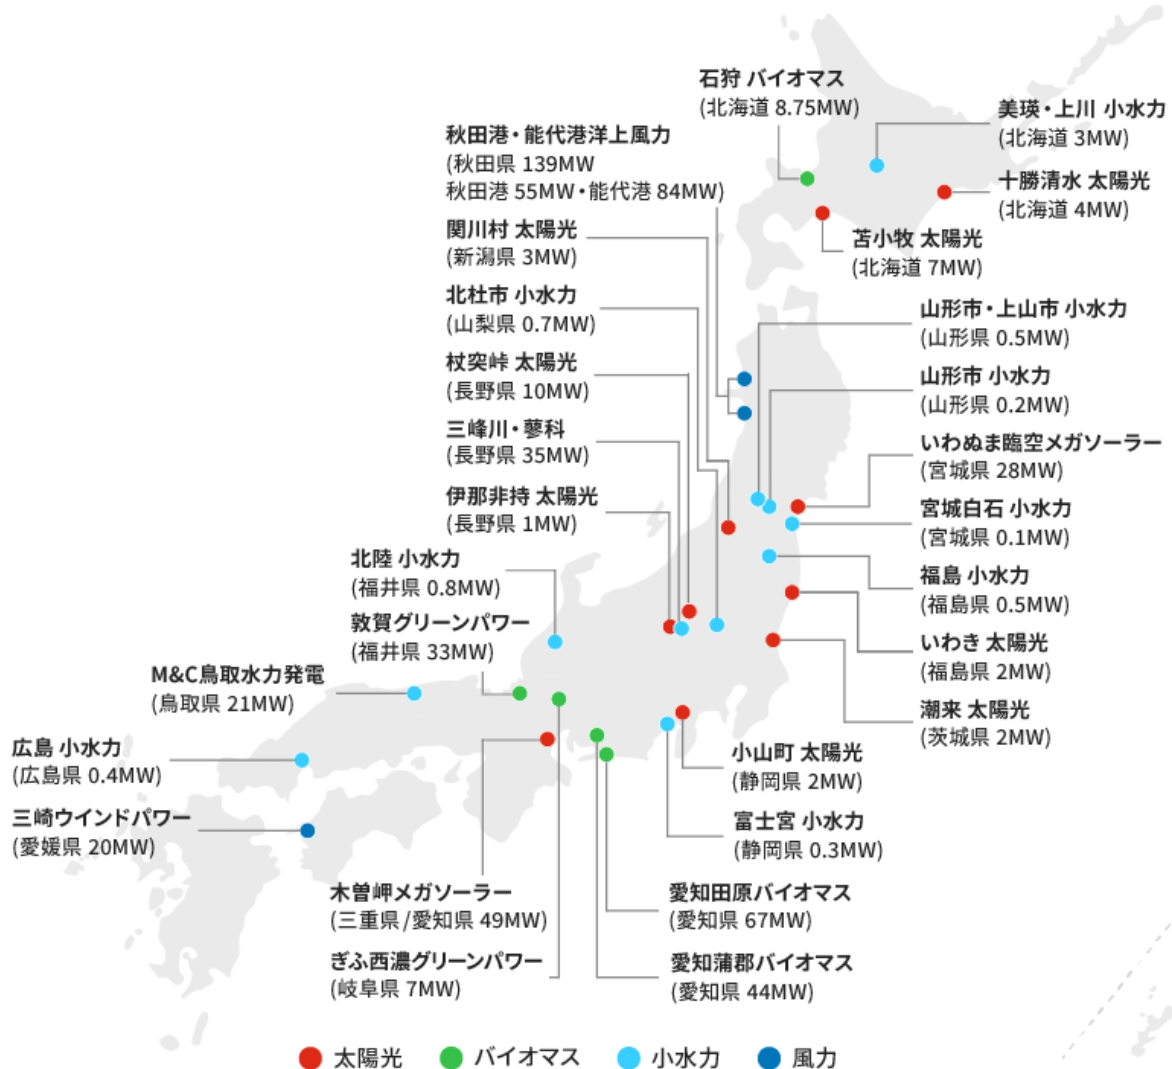 石狩 バイオマス
(北海道 8.75MW)
美瑛・上川 小水力
(北海道 3MW)
秋田港・能代港洋上風力
(秋田県 139MW
秋田港 55MW・能代港 84MW)
十勝清水 太陽光
(北海道 4MW)
関川村 太陽光
(新潟県 3MW)
苫小牧 太陽光
(北海道 7MW)
北杜市 小水力
(山梨県 0.7MW)
山形市・上山市 小水力
(山形県 0.5MW)
杖突峠 太陽光
(長野県 10MW)
山形市 小水力
(山形県 0.2MW)
三峰川・蓼科
(長野県 35MW)
いわぬま臨空メガソーラー
(宮城県 28MW)
伊那非持 太陽光
(長野県 1MW)
宮城白石 小水力
(宮城県 0.1MW)
北陸 小水力
(福井県 0.8MW)
福島 小水力
(福島県 0.5MW)
敦賀グリーンパワー
(福井県 33MW)
いわき 太陽光
(福島県 2MW)
M&C鳥取水力発電
(鳥取県 21MW)
潮来 太陽光
(茨城県 2MW)
広島 小水力
(広島県 0.4MW)
小山町 太陽光
(静岡県 2MW)
三崎ウインドパワー
(愛媛県 20MW)
富士宮 小水力
(静岡県 0.3MW)
木曽岬メガソーラー
(三重県/愛知県 49MW)
愛知田原バイオマス
(愛知県 67MW)
ぎふ西濃グリーンパワー
(岐阜県 7MW)
愛知蒲郡バイオマス
(愛知県 44MW)
太陽光 バイオマス 小水力 風力